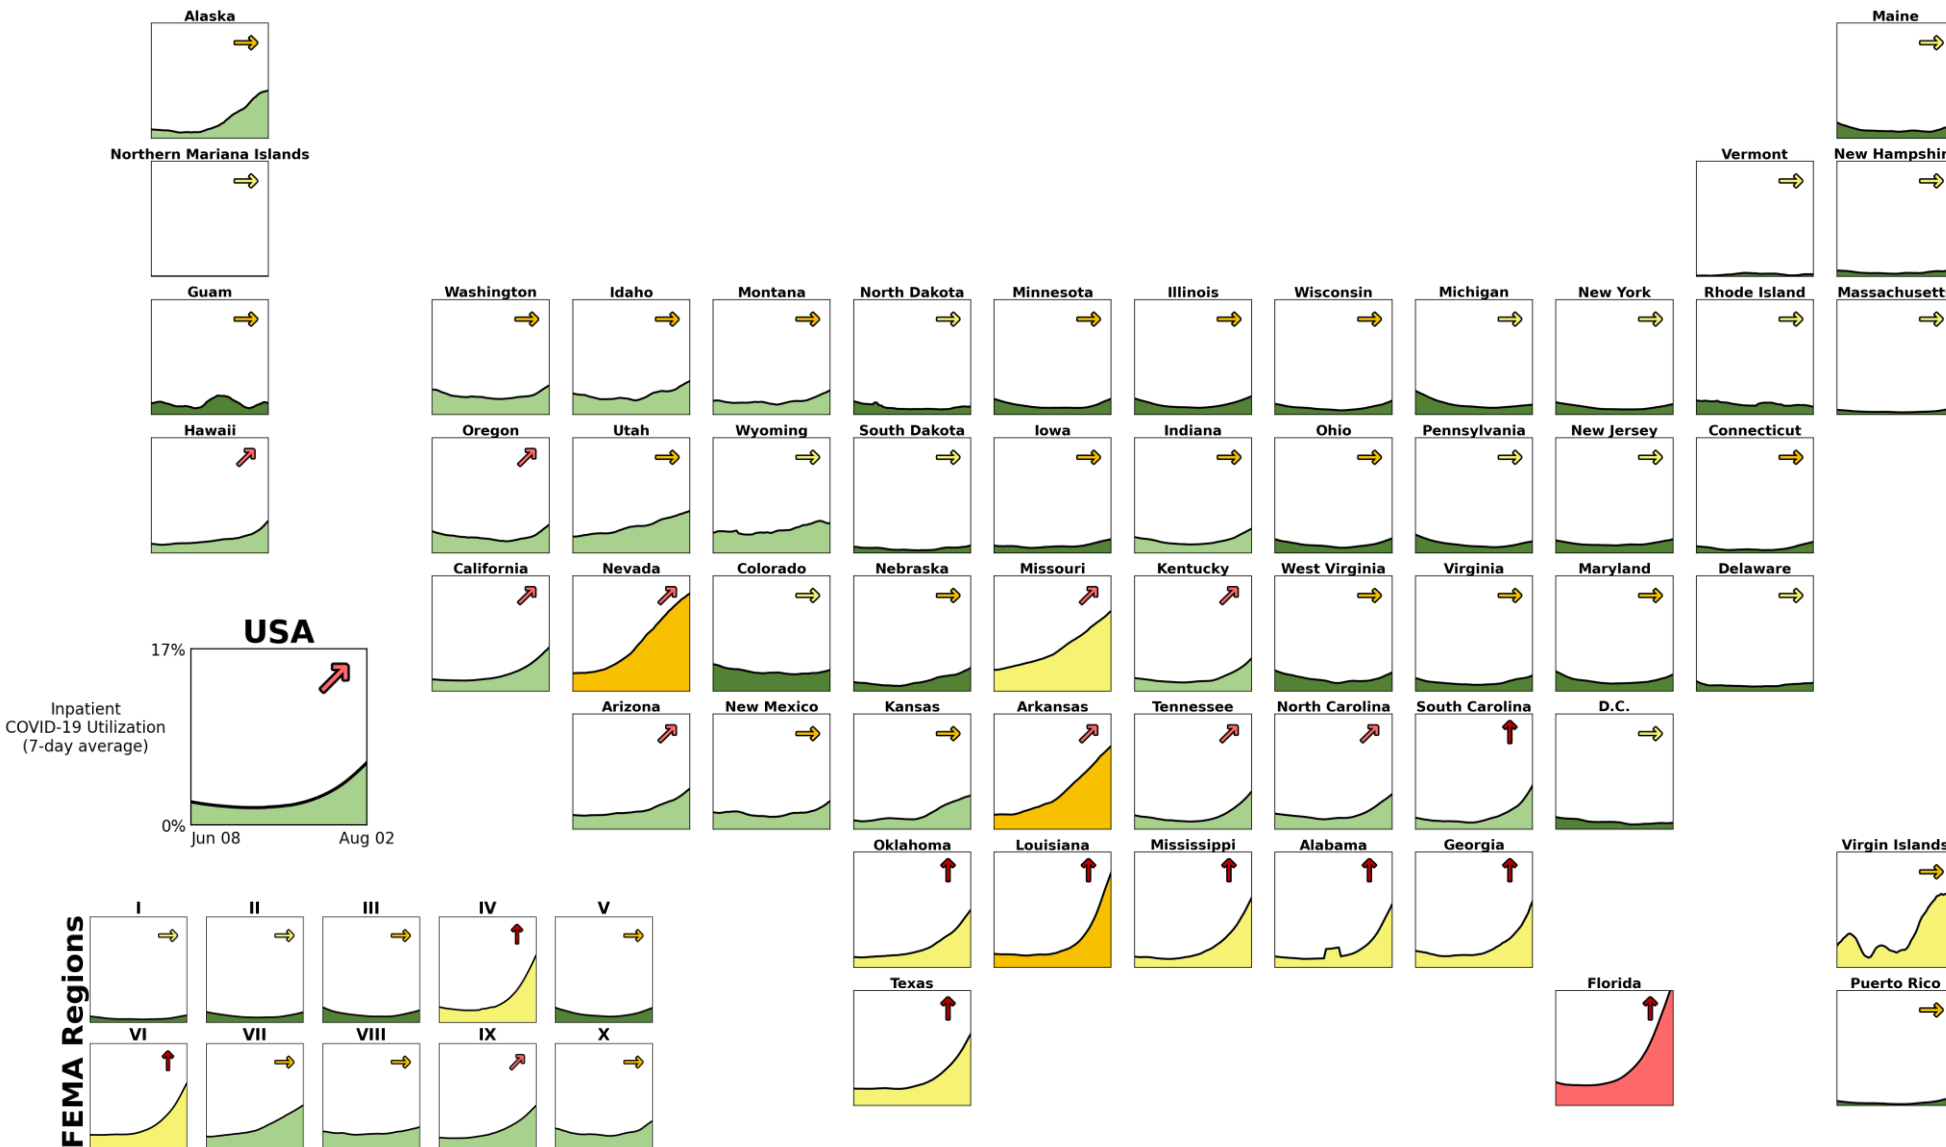 Alaska
Maine
Northern Mariana Islands
Vermont
New Hampshir
Guam
Washington
Idaho
Montana
North Dakota
Minnesota
Illinois
Wisconsin
Michigan
New York
Rhode Island
Massachusett
Hawaii
Oregon
Utah
Wyoming
South Dakota
Iowa
Indiana
Ohio
Pennsylvania
New Jersey
Connecticut
California
Nevada
Colorado
Nebraska
Missouri
Kentucky
West Virginia
Virginia
Maryland
Delaware
USA
17%
Inpatient
COVID-19 Utilization
(7-day average)
0%
Jun 08
Aug 02
Arizona
New Mexico
Kansas
Arkansas
Tennessee
North Carolina
South Carolina
D.C.
Oklahoma
Louisiana
Mississippi
Alabama
Georgia
Virgin Islands
Texas
Florida
Puerto Rico
FEMA Regions
I
II
III
IV
V
VI
VII
VIII
IX
X